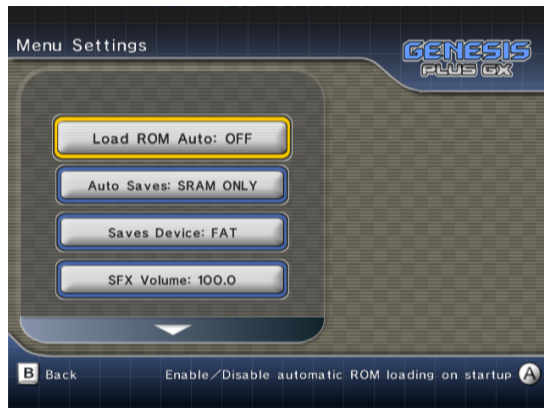 Menu Settings
GENESIS
PLUS GX
Load ROM Auto: OFF
Auto Saves: SRAM ONLY
Saves Device: FAT
SFX Volume: 100.0
B Back
Enable/Disable automatic ROM loading on startup A